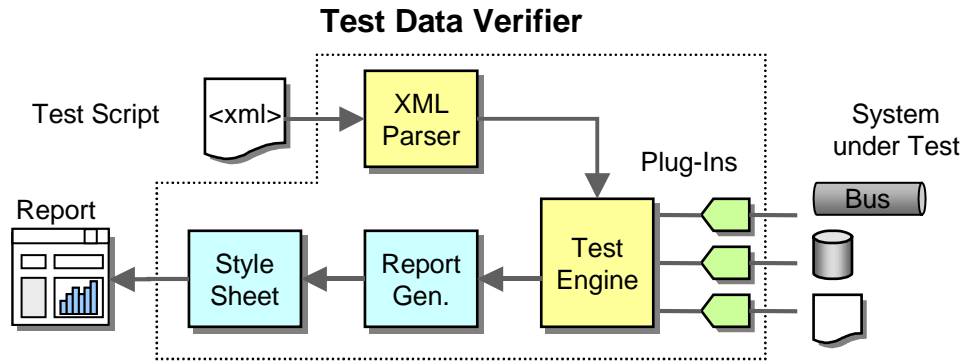 Test Data Verifier
Test Script
<xml>
XML
Parser
System
under Test
Plug-Ins
Bus
Report
Style
Sheet
Report
Gen.
Test
Engine